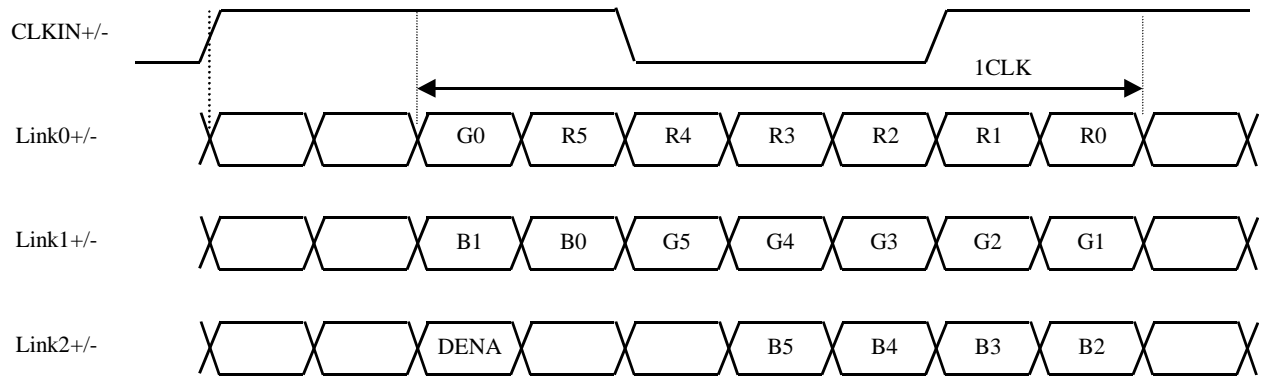 CLKIN+/-
1CLK
Link0+/- G0 R5 R4 R3 R2 R1 R0
Link1+/- B1 B0 G5 G4 G3 G2 G1
Link2+/- DENA B5 B4 B3 B2